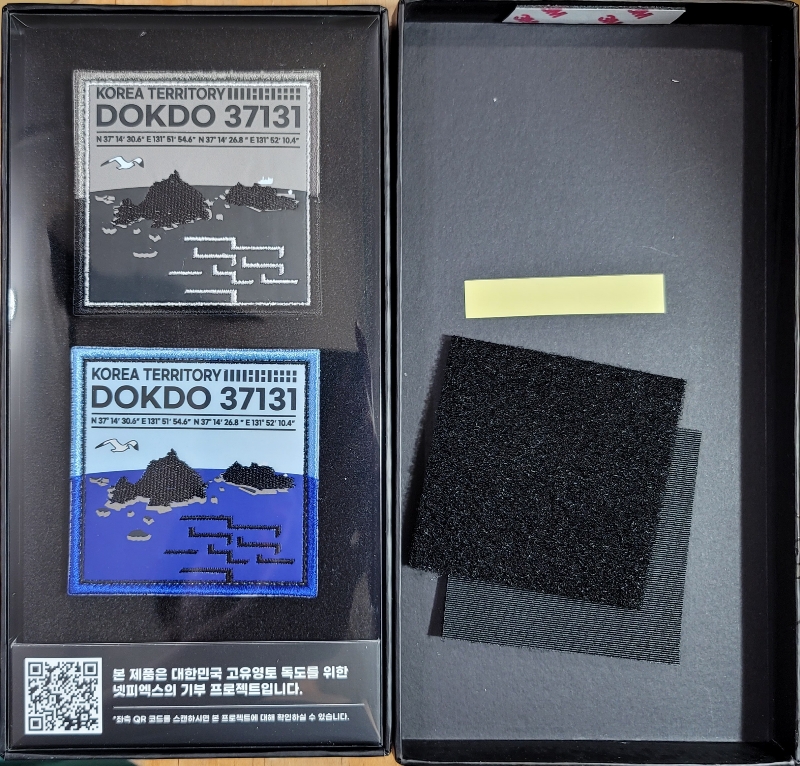 KOREA TERRITORY
DOKDO 37131
N 37° 14' 30.6" E 131° 51' 54.6" N 37° 14' 26.8" E 131° 52' 10.4"
KOREA TERRITORY
DOKDO 37131
N 37° 14' 30.6" E 131° 51' 54.6" N 37° 14' 26.8" E 131° 52' 10.4"
본 제품은 대한민국 고유영토 독도를 위한
넷피엑스의 기부 프로젝트입니다.
*좌측 QR 코드를 스캔하시면 본 프로젝트에 대해 확인하실 수 있습니다.
3M 3M 3M